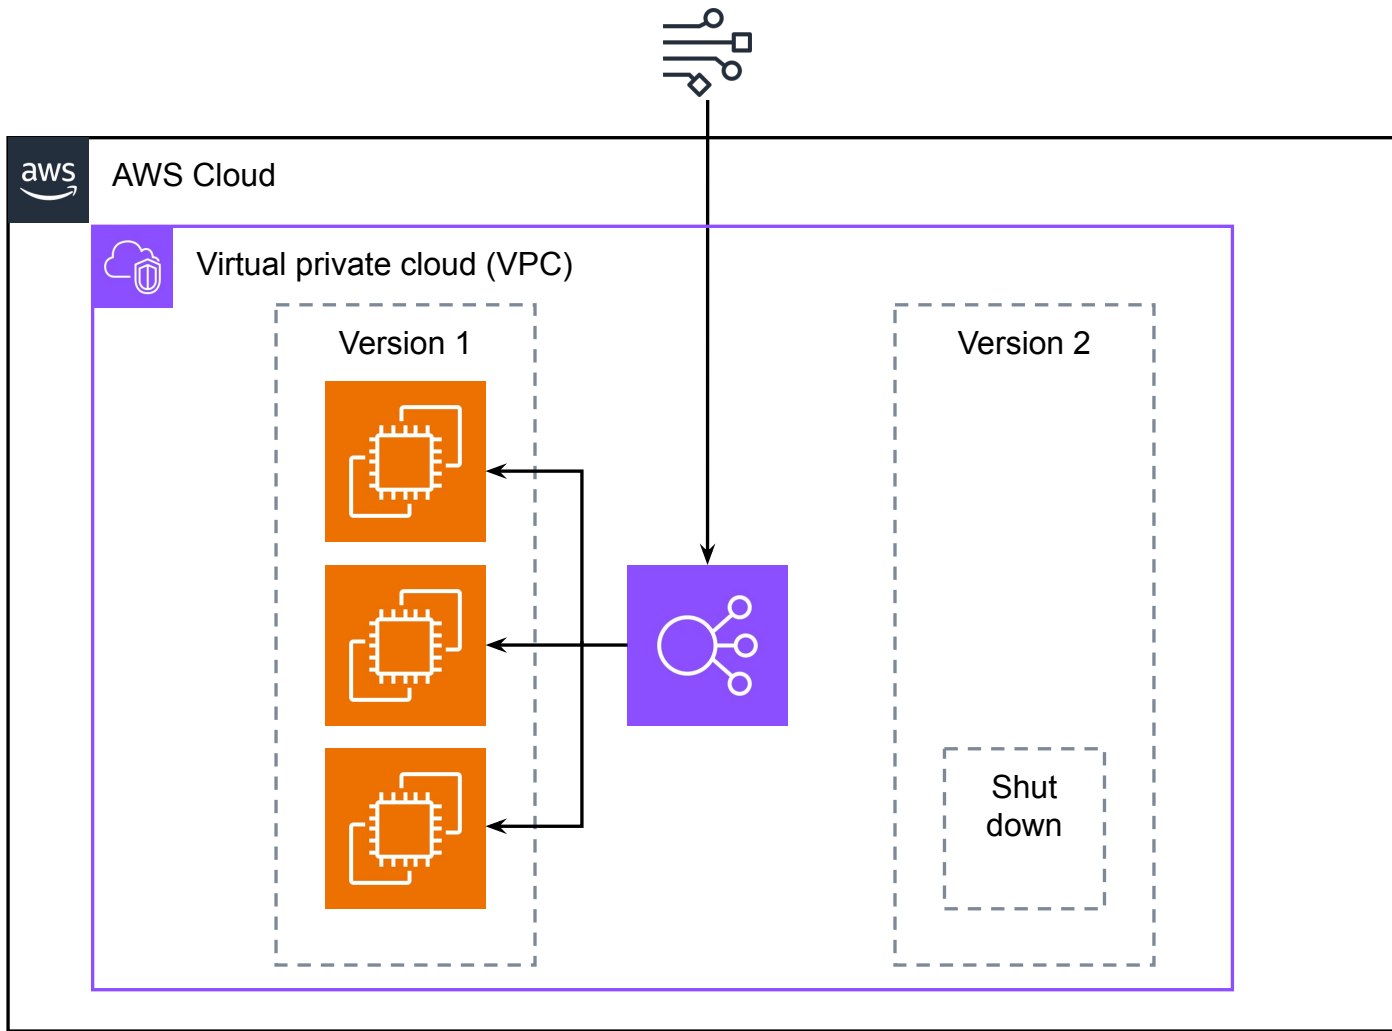 aws
AWS Cloud
Virtual private cloud (VPC)
Version 1
Version 2
Shut
down